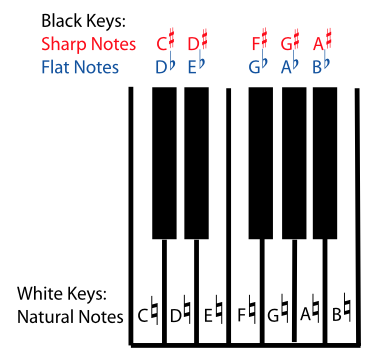 Black Keys:
Sharp Notes C♯ D♯ F♯ G♯ A♯
Flat Notes D♭ E♭ G♭ A♭ B♭
White Keys:
Natural Notes C♮ D♮ E♮ F♮ G♮ A♮ B♮